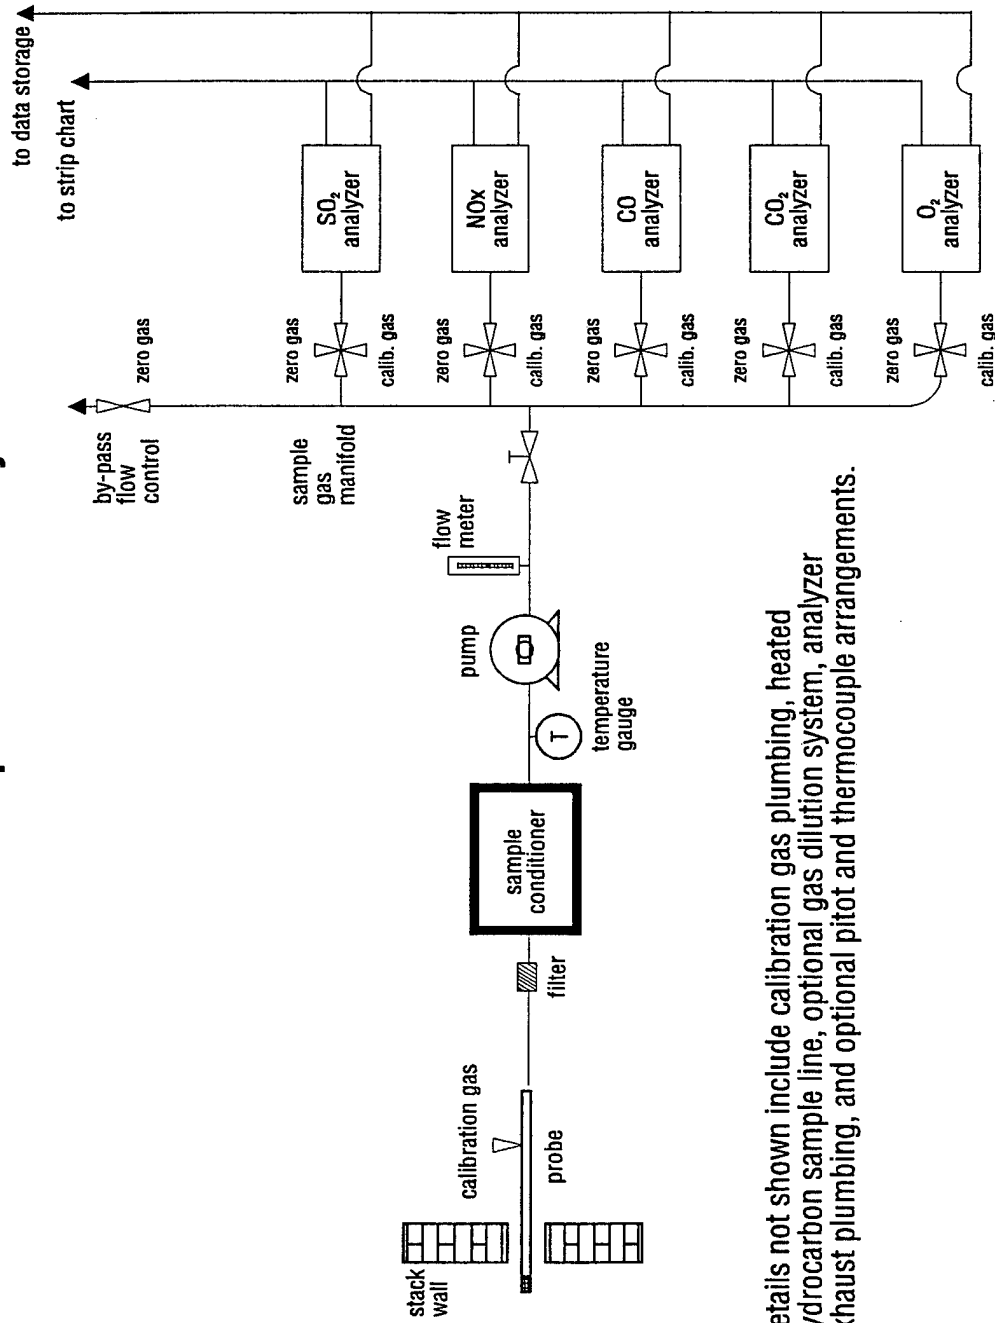 to data storage
to strip chart
SO₂
analyzer
NOx
analyzer
CO
analyzer
CO₂
analyzer
O₂
analyzer
zero gas
zero gas
calib. gas
zero gas
calib. gas
zero gas
calib. gas
zero gas
calib. gas
zero gas
calib. gas
by-pass
flow
control
sample
gas
manifold
flow
meter
pump
T
temperature
gauge
sample
conditioner
filter
calibration gas
probe
stack
wall
etails not shown include calibration gas plumbing, heated
ydrocarbon sample line, optional gas dilution system, analyzer
xhaust plumbing, and optional pitot and thermocouple arrangements.